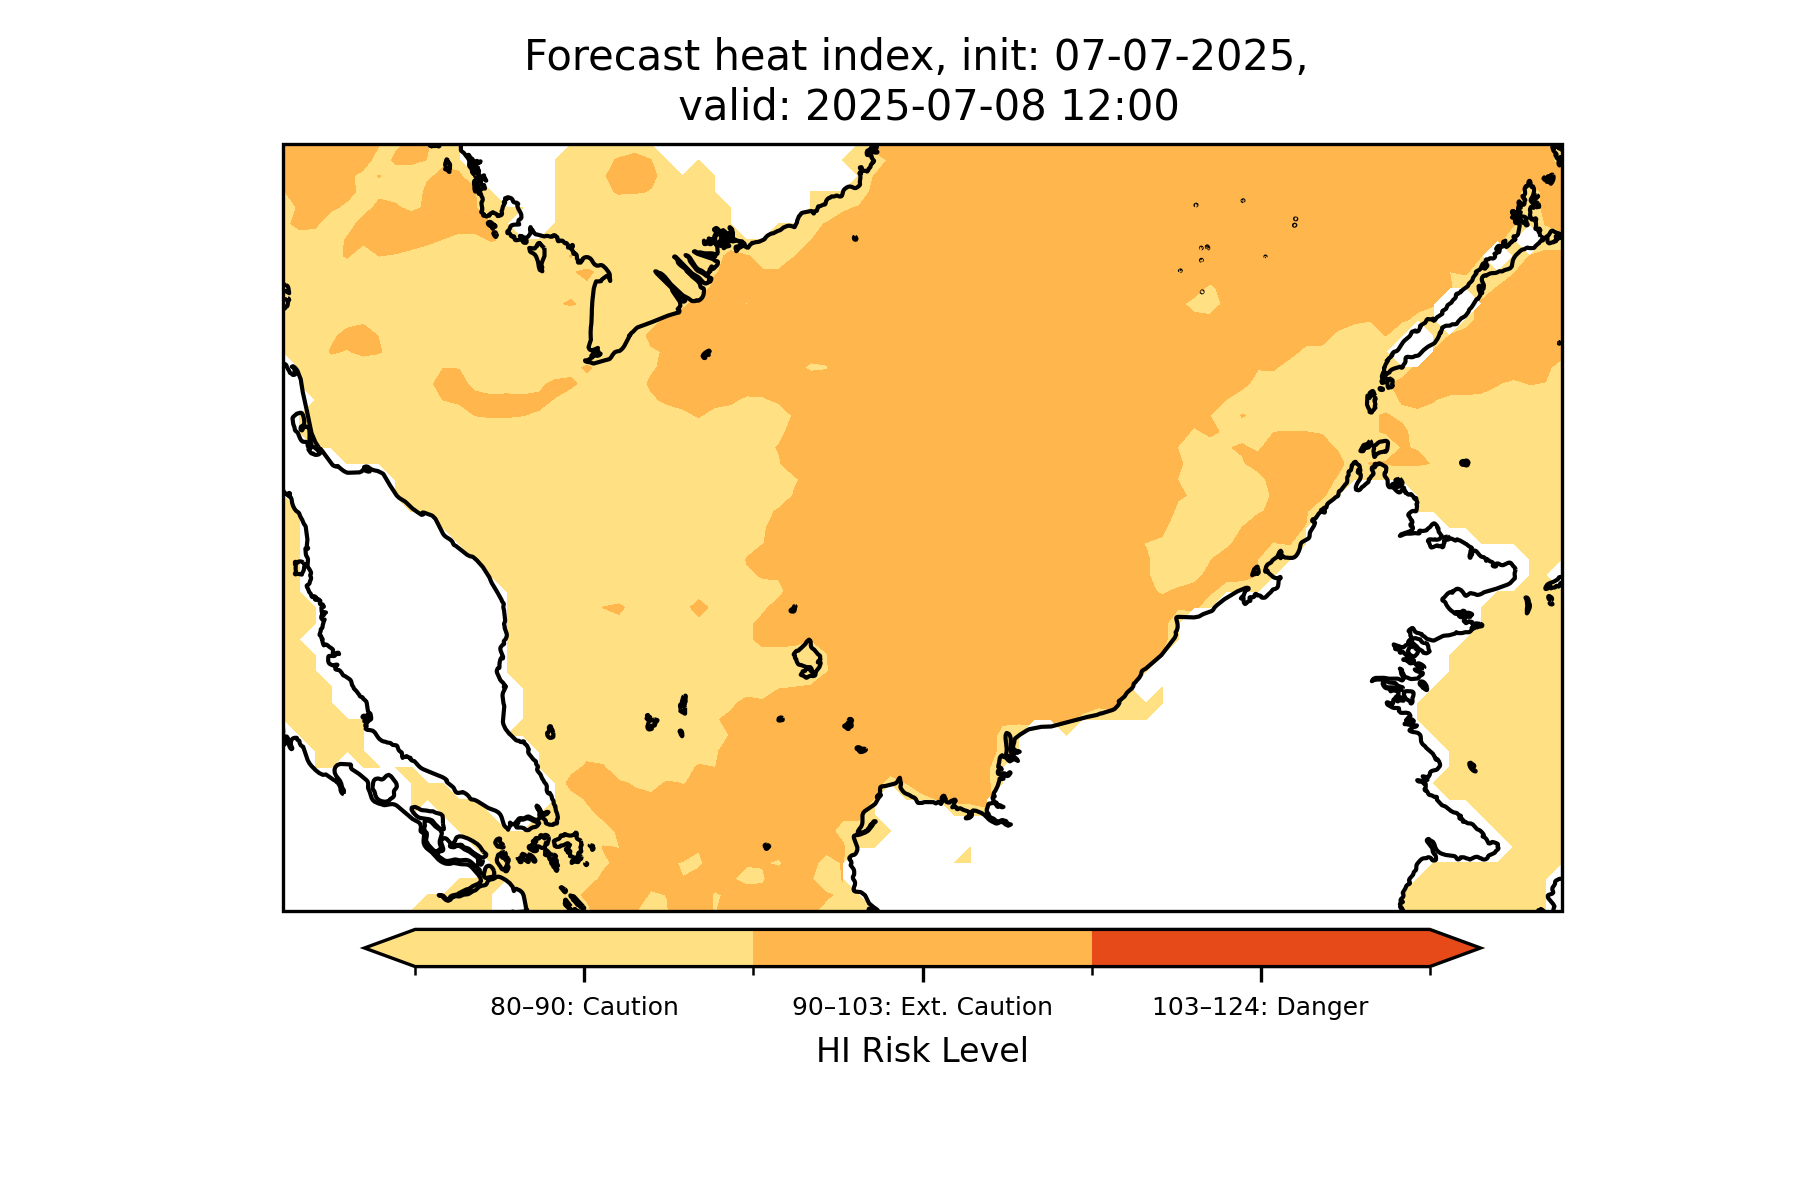 Forecast heat index, init: 07-07-2025,
valid: 2025-07-08 12:00
80–90: Caution
90–103: Ext. Caution
103–124: Danger
HI Risk Level